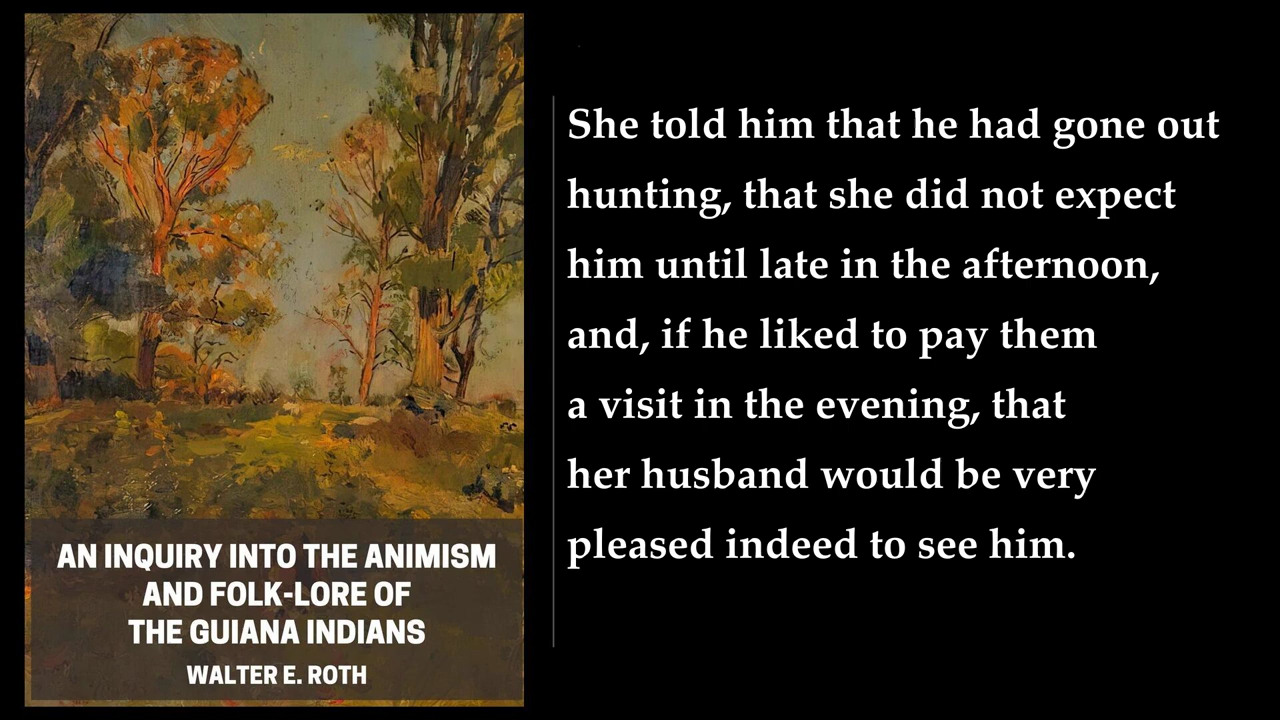 She told him that he had gone out
hunting, that she did not expect
him until late in the afternoon,
and, if he liked to pay them
a visit in the evening, that
her husband would be very
pleased indeed to see him.
AN INQUIRY INTO THE ANIMISM
AND FOLK-LORE OF
THE GUIANA INDIANS
WALTER E. ROTH